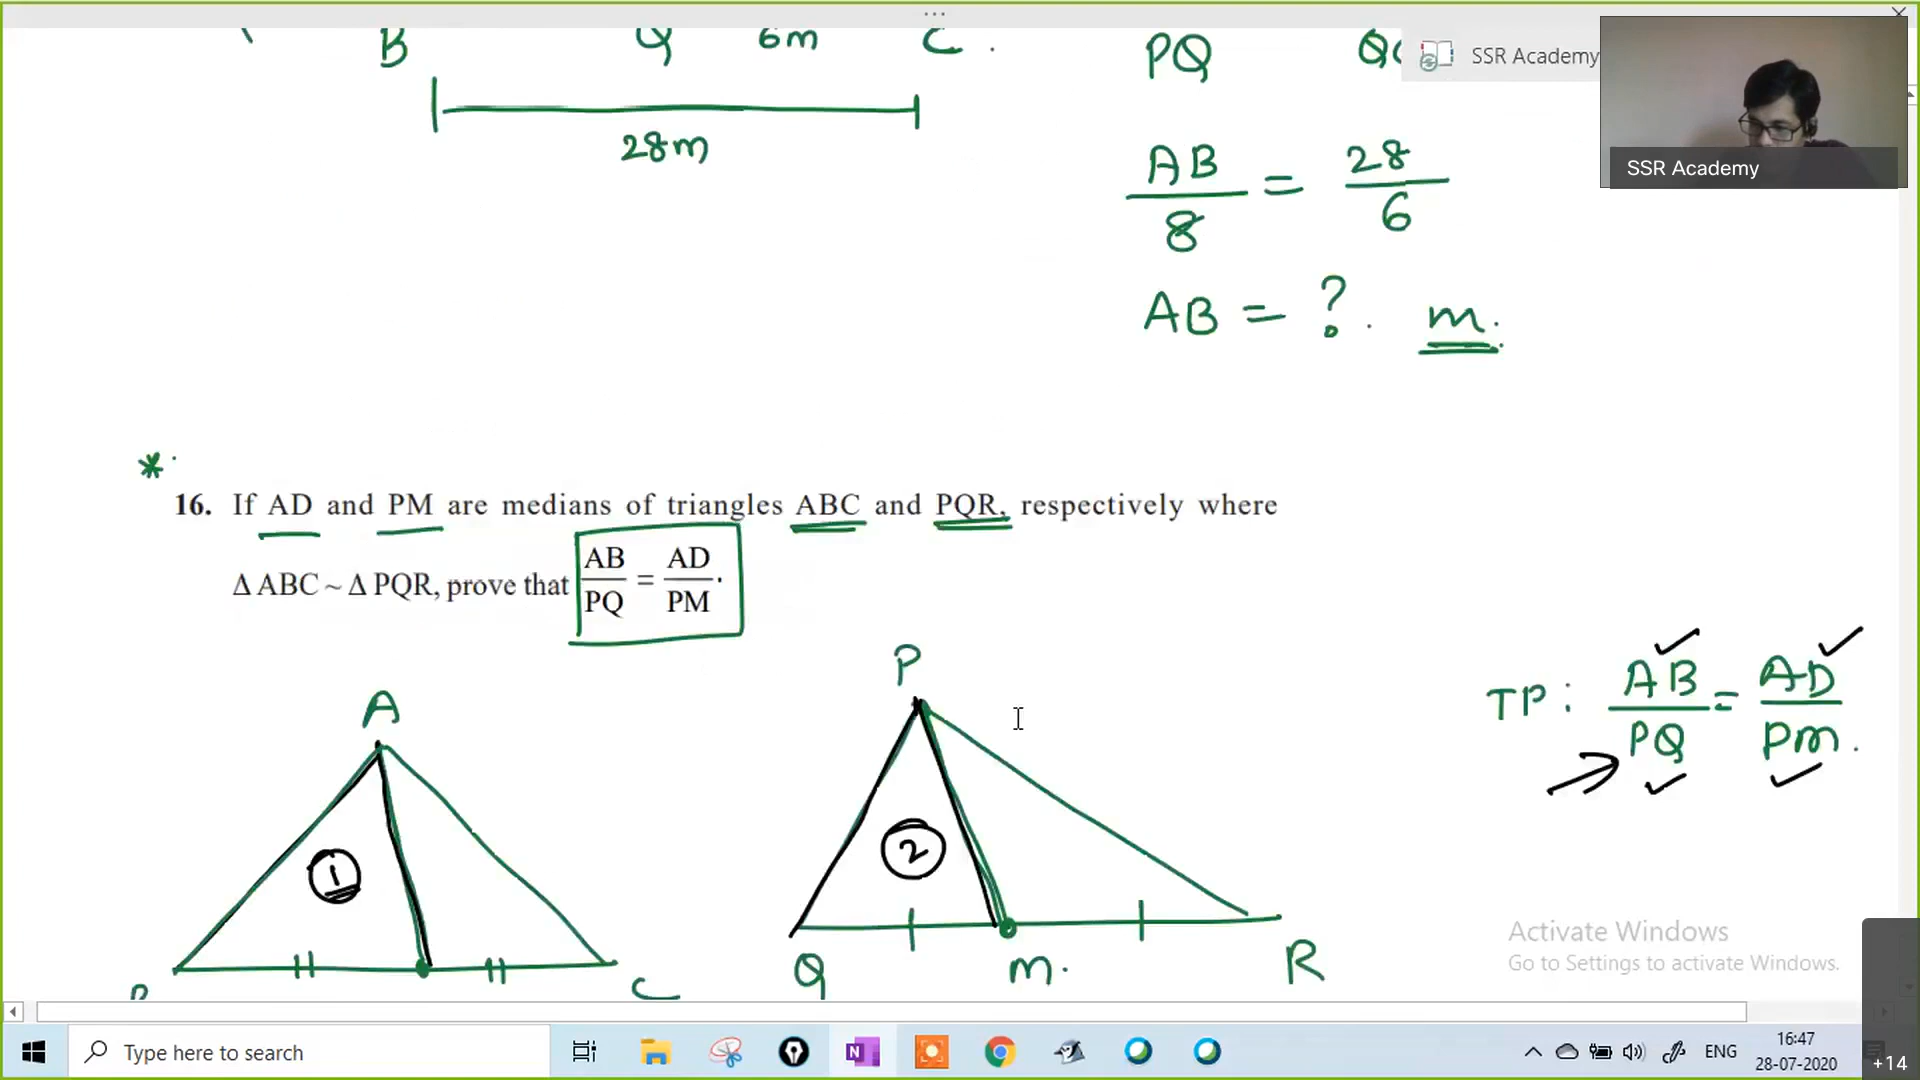 B Q 6m C .
28m
PQ
SSR Academy
SSR Academy
AB/8 = 28/6
AB = ? . m.
*
16. If AD and PM are medians of triangles ABC and PQR, respectively where
Δ ABC ~ Δ PQR, prove that AB/PQ = AD/PM.
TP : AB/PQ = AD/PM.
A
P
1
2
C
Q M. R
Activate Windows
Go to Settings to activate Windows.
Type here to search
N
ENG
16:47
28-07-2020
+14